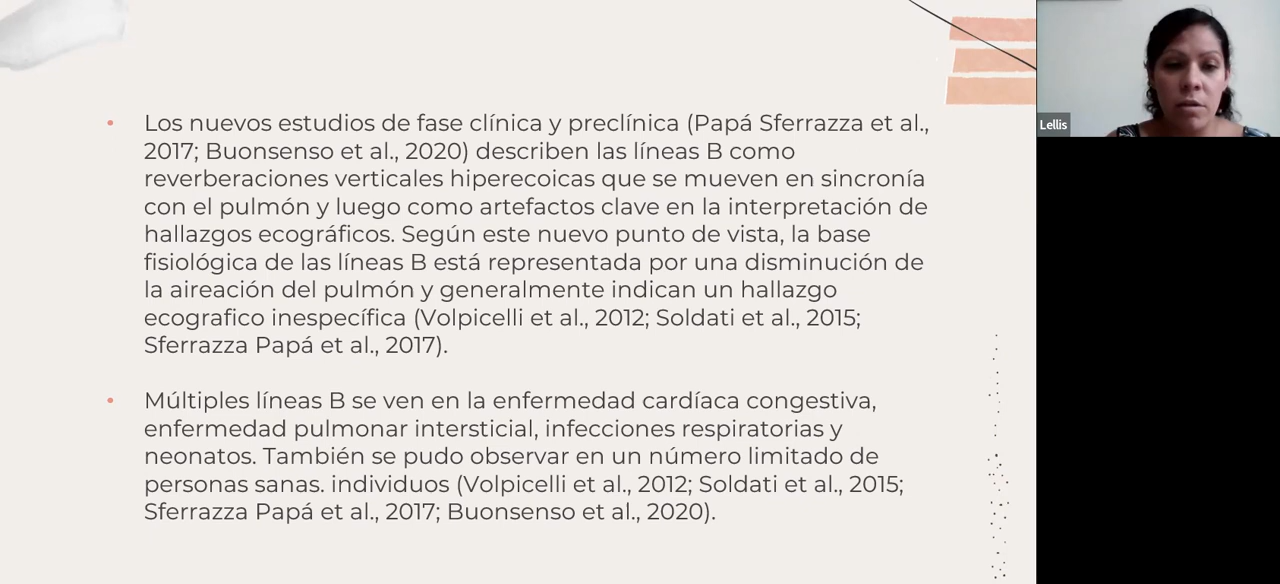 Los nuevos estudios de fase clínica y preclínica (Papá Sferrazza et al.,
2017; Buonsenso et al., 2020) describen las líneas B como
reverberaciones verticales hiperecoicas que se mueven en sincronía
con el pulmón y luego como artefactos clave en la interpretación de
hallazgos ecográficos. Según este nuevo punto de vista, la base
fisiológica de las líneas B está representada por una disminución de
la aireación del pulmón y generalmente indican un hallazgo
ecografico inespecífica (Volpicelli et al., 2012; Soldati et al., 2015;
Sferrazza Papá et al., 2017).
Múltiples líneas B se ven en la enfermedad cardíaca congestiva,
enfermedad pulmonar intersticial, infecciones respiratorias y
neonatos. También se pudo observar en un número limitado de
personas sanas. individuos (Volpicelli et al., 2012; Soldati et al., 2015;
Sferrazza Papá et al., 2017; Buonsenso et al., 2020).
Lellis